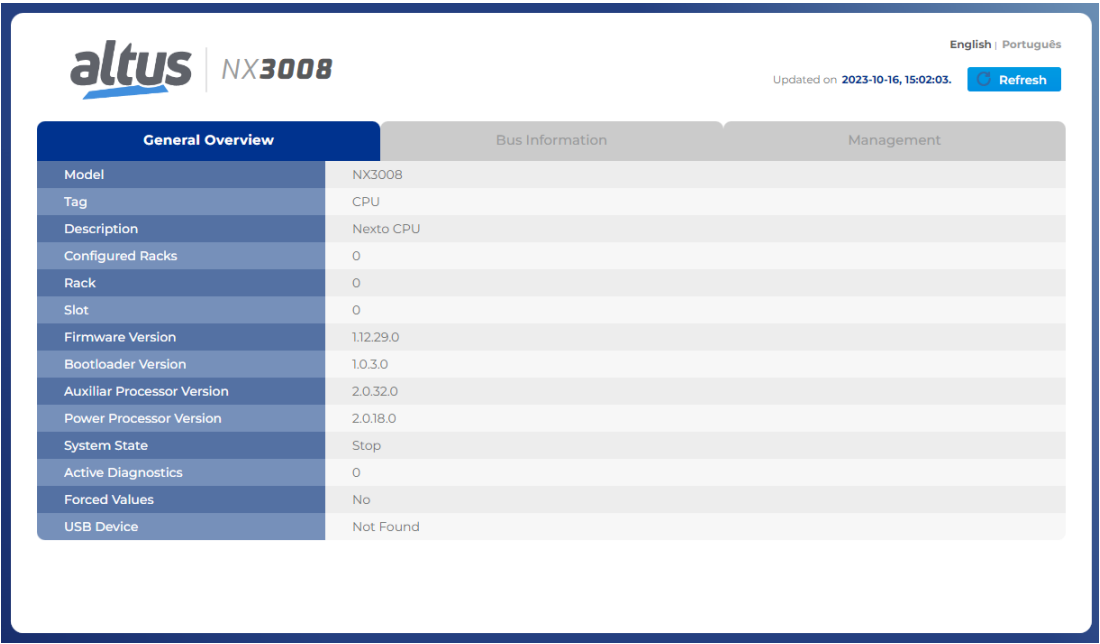 English | Português
altus | NX3008
Updated on 2023-10-16, 15:02:03. Refresh
General Overview Bus Information Management
Model NX3008
Tag CPU
Description Nexto CPU
Configured Racks 0
Rack 0
Slot 0
Firmware Version 1.12.29.0
Bootloader Version 1.0.3.0
Auxiliar Processor Version 2.0.32.0
Power Processor Version 2.0.18.0
System State Stop
Active Diagnostics 0
Forced Values No
USB Device Not Found